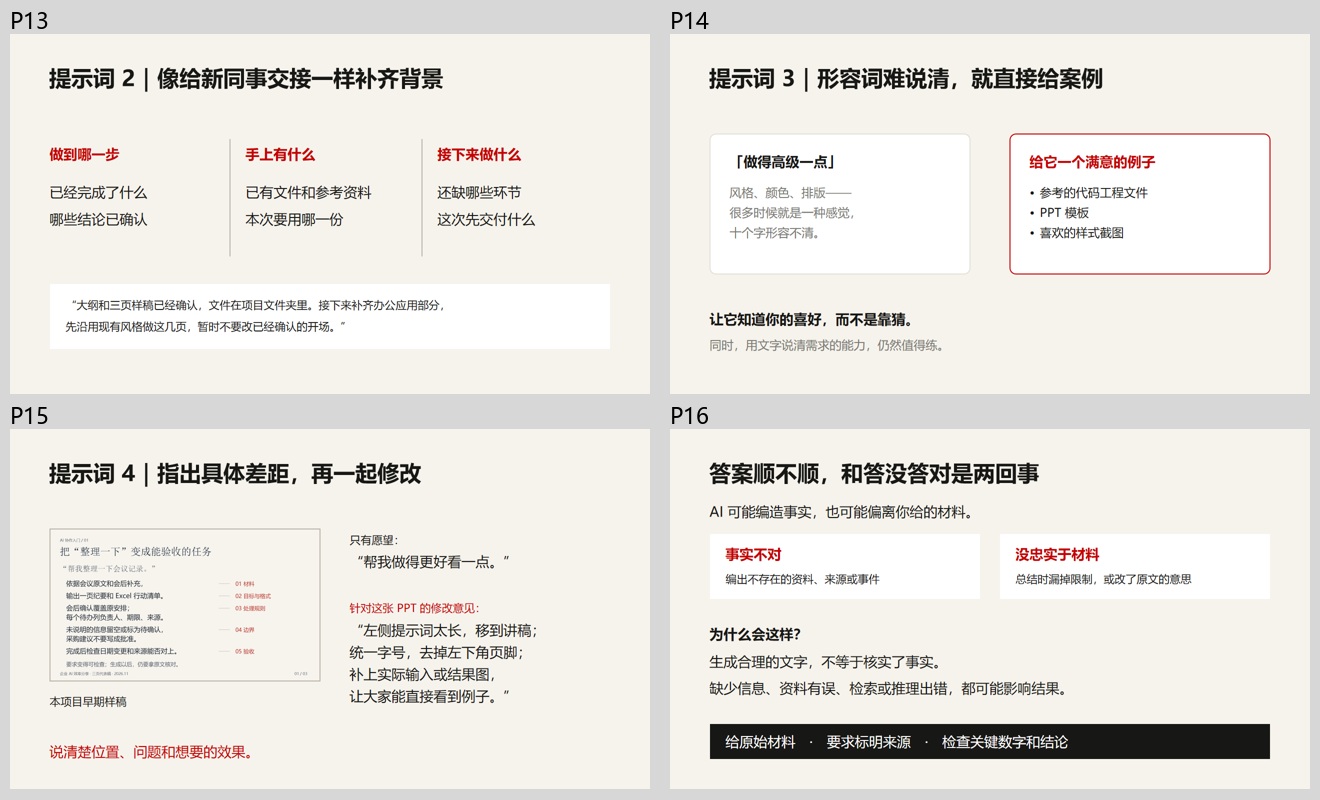 P13
提示词 2｜像给新同事交接一样补齐背景
做到哪一步
已经完成了什么
哪些结论已确认
手上有什么
已有文件和参考资料
本次要用哪一份
接下来做什么
还缺哪些环节
这次先交付什么
“大纲和三页样稿已经确认，文件在项目文件夹里。接下来补齐办公应用部分，
先沿用现有风格做这几页，暂时不要改已经确认的开场。”
P14
提示词 3｜形容词难说清，就直接给案例
「做得高级一点」
风格、颜色、排版——
很多时候就是一种感觉，
十个字形容不清。
给它一个满意的例子
• 参考的代码工程文件
• PPT 模板
• 喜欢的样式截图
让它知道你的喜好，而不是靠猜。
同时，用文字说清需求的能力，仍然值得练。
P15
提示词 4｜指出具体差距，再一起修改
把“整理一下”变成能验收的任务
“帮我整理一下会议记录。”
依据会议原文和会后补充，
01 材料
输出一页纪要和 Excel 行动清单。
02 目标与格式
会后确认覆盖原安排；
03 处理规则
每个待办列负责人、期限、来源。
未说明的信息留空或标为待确认，
04 边界
采购建议不要写成批准。
完成后检查日期变更和来源能否对上。
05 验收
要求变得可检查；生成以后，仍要拿原文核对。
01 / 03
本项目早期样稿
只有愿望：
“帮我做得更好看一点。”
针对这张 PPT 的修改意见：
“左侧提示词太长，移到讲稿；
统一字号，去掉左下角页脚；
补上实际输入或结果图，
让大家能直接看到例子。”
说清楚位置、问题和想要的效果。
P16
答案顺不顺，和答没答对是两回事
AI 可能编造事实，也可能偏离你给的材料。
事实不对
编出不存在的资料、来源或事件
没忠实于材料
总结时漏掉限制，或改了原文的意思
为什么会这样？
生成合理的文字，不等于核实了事实。
缺少信息、资料有误、检索或推理出错，都可能影响结果。
给原始材料 · 要求标明来源 · 检查关键数字和结论